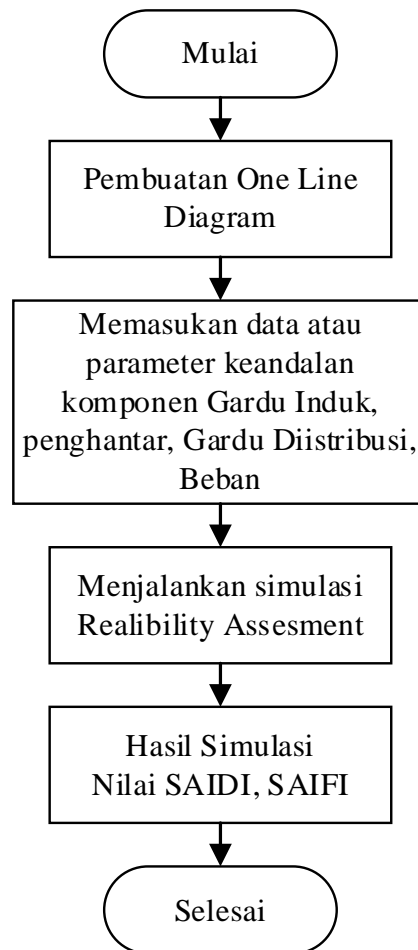 Mulai
Pembuatan One Line
Diagram
Memasukan data atau
parameter keandalan
komponen Gardu Induk,
penghantar, Gardu Diistribusi,
Beban
Menjalankan simulasi
Realibility Assesment
Hasil Simulasi
Nilai SAIDI, SAIFI
Selesai